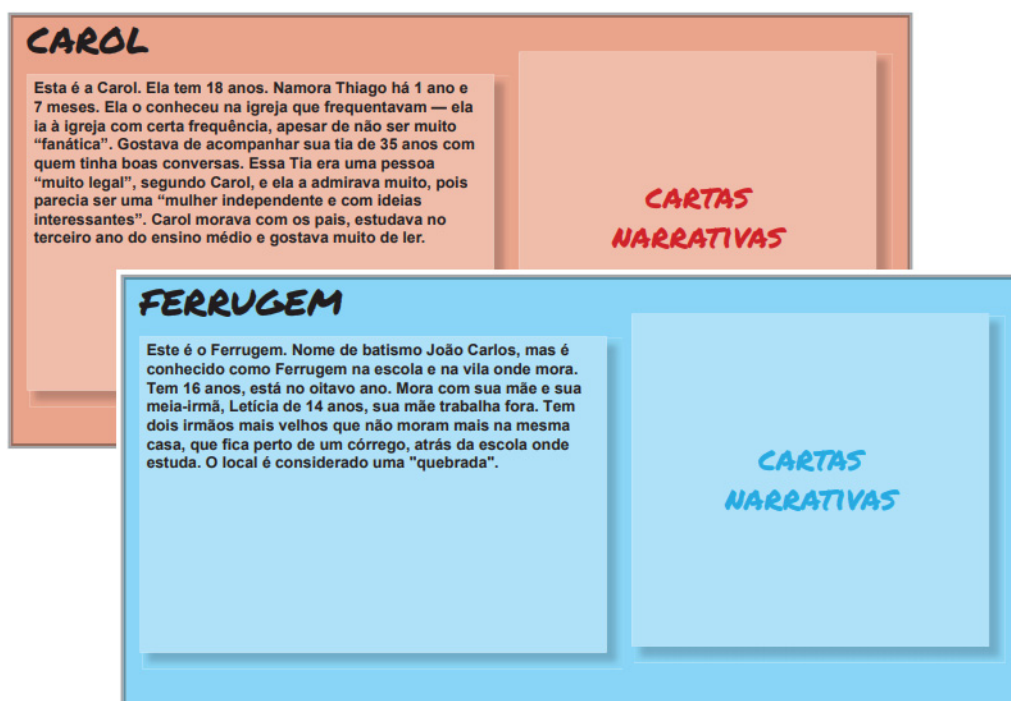 CAROL
Esta é a Carol. Ela tem 18 anos. Namora Thiago há 1 ano e
7 meses. Ela o conheceu na igreja que frequentavam — ela
ia à igreja com certa frequência, apesar de não ser muito
“fanática”. Gostava de acompanhar sua tia de 35 anos com
quem tinha boas conversas. Essa Tia era uma pessoa
“muito legal”, segundo Carol, e ela a admirava muito, pois
parecia ser uma “mulher independente e com ideias
interessantes”. Carol morava com os pais, estudava no
terceiro ano do ensino médio e gostava muito de ler.
CARTAS
NARRATIVAS
FERRUGEM
Este é o Ferrugem. Nome de batismo João Carlos, mas é
conhecido como Ferrugem na escola e na vila onde mora.
Tem 16 anos, está no oitavo ano. Mora com sua mãe e sua
meia-irmã, Letícia de 14 anos, sua mãe trabalha fora. Tem
dois irmãos mais velhos que não moram mais na mesma
casa, que fica perto de um córrego, atrás da escola onde
estuda. O local é considerado uma "quebrada".
CARTAS
NARRATIVAS